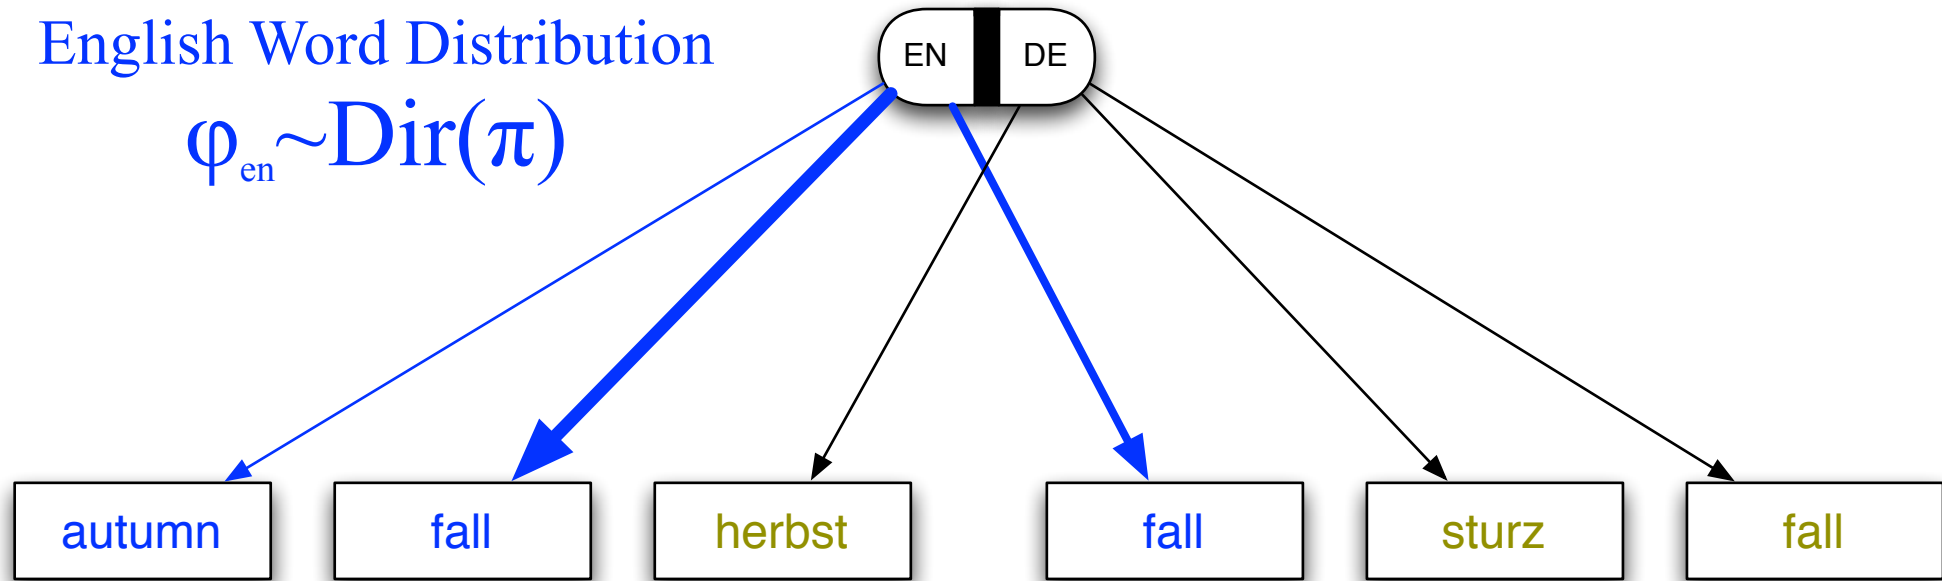 English Word Distribution
φen~Dir(π)
EN DE
autumn fall herbst fall sturz fall